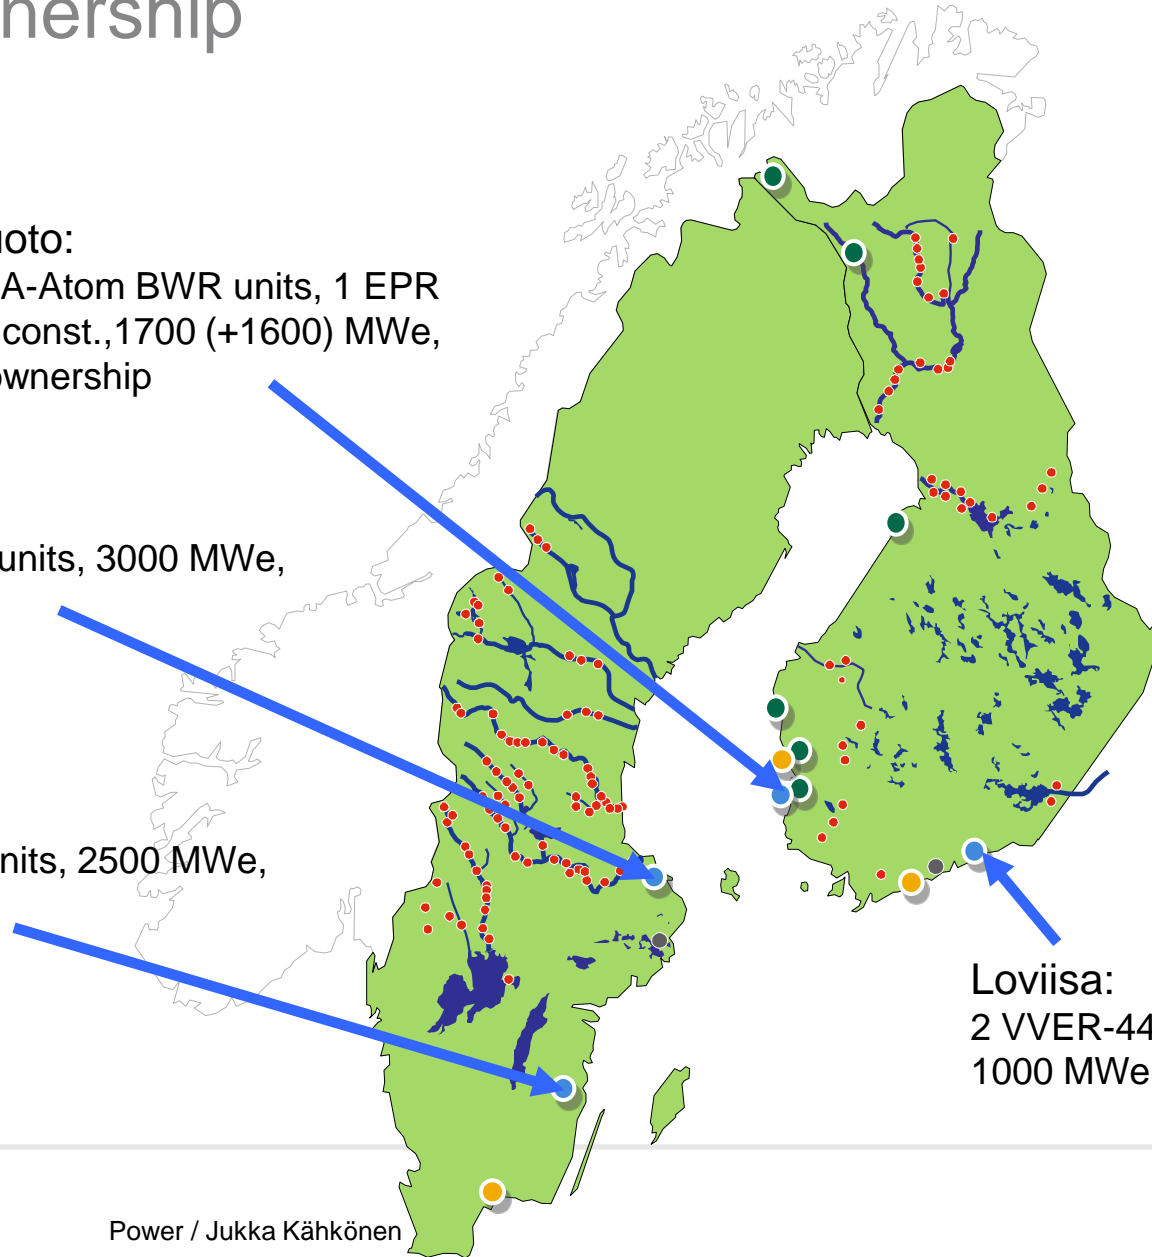 nership
uoto:
A-Atom BWR units, 1 EPR
const.,1700 (+1600) MWe,
ownership
units, 3000 MWe,
nits, 2500 MWe,
Loviisa:
2 VVER-44
1000 MWe
Power / Jukka Kähkönen